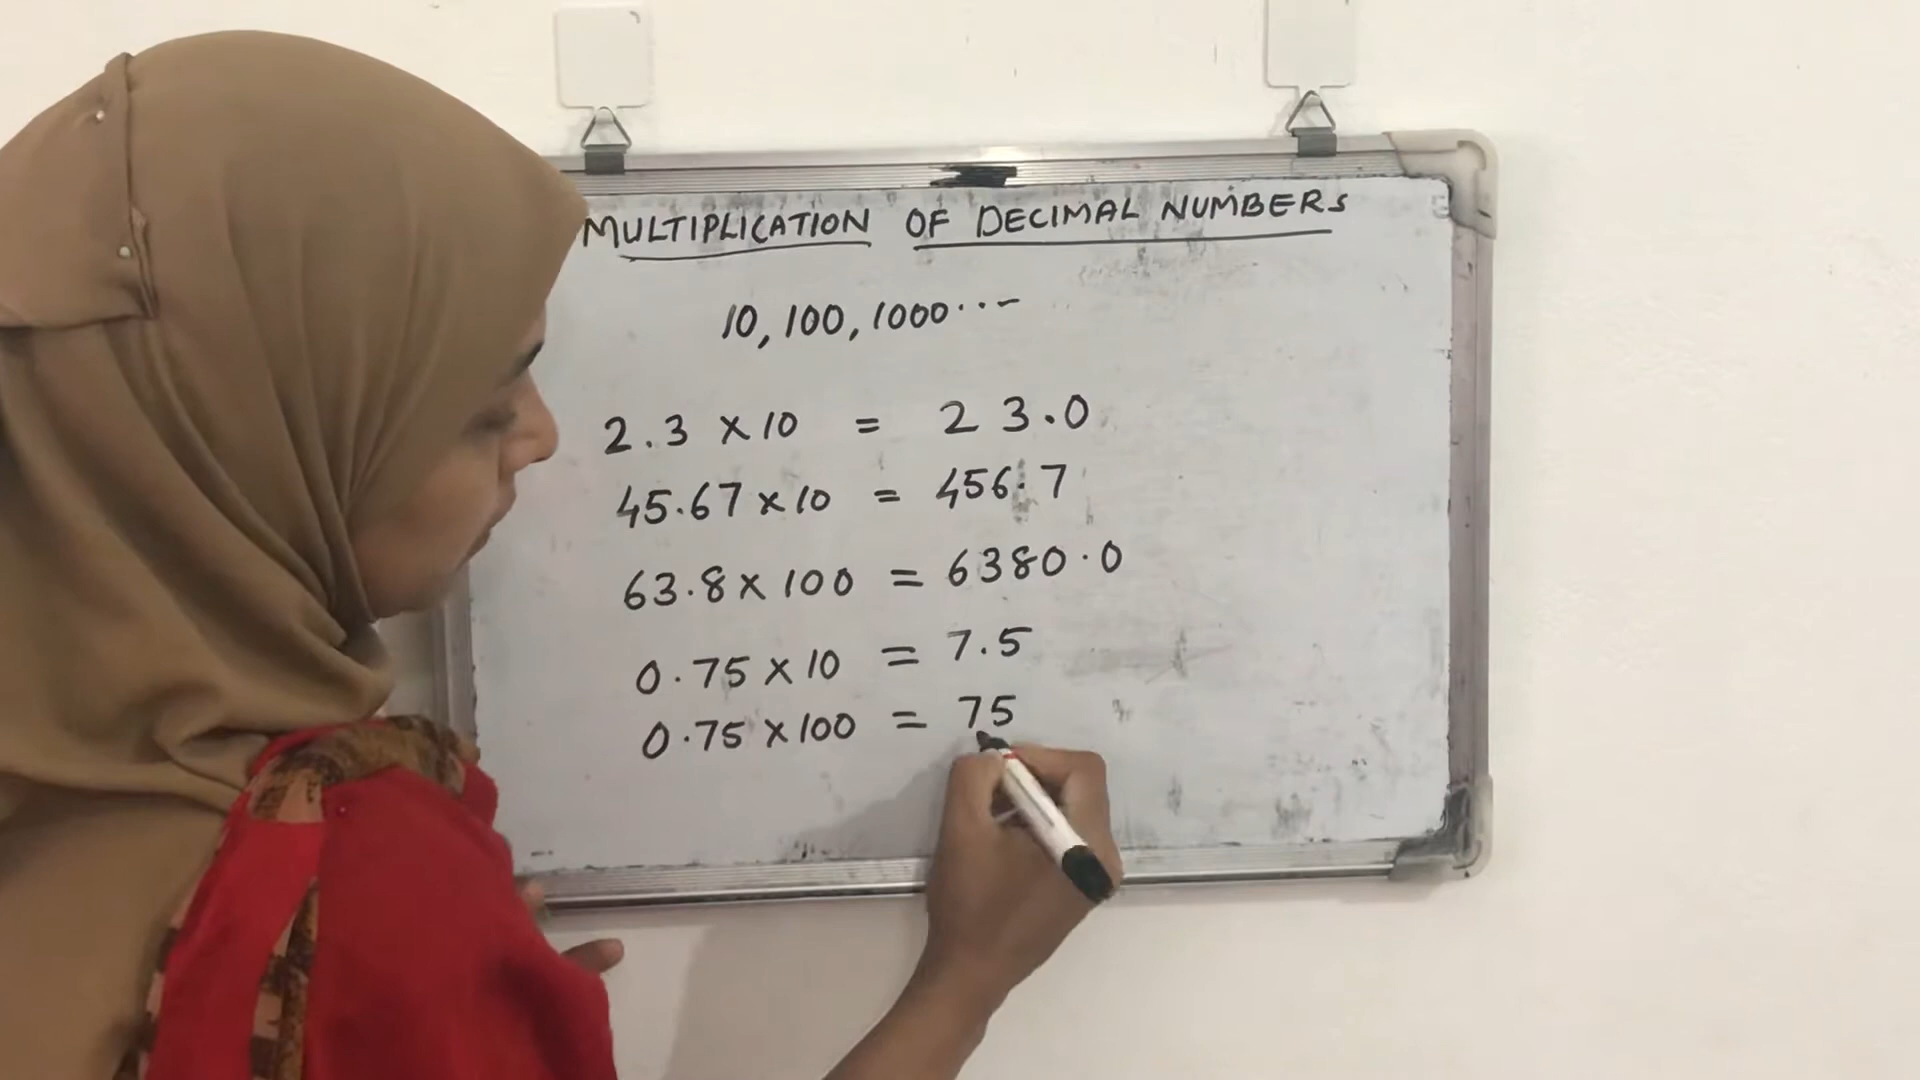 MULTIPLICATION OF DECIMAL NUMBERS
10, 100, 1000...-
2.3 × 10 = 23.0
45.67 × 10 = 456.7
63.8 × 100 = 6380.0
0.75 × 10 = 7.5
0.75 × 100 = 75